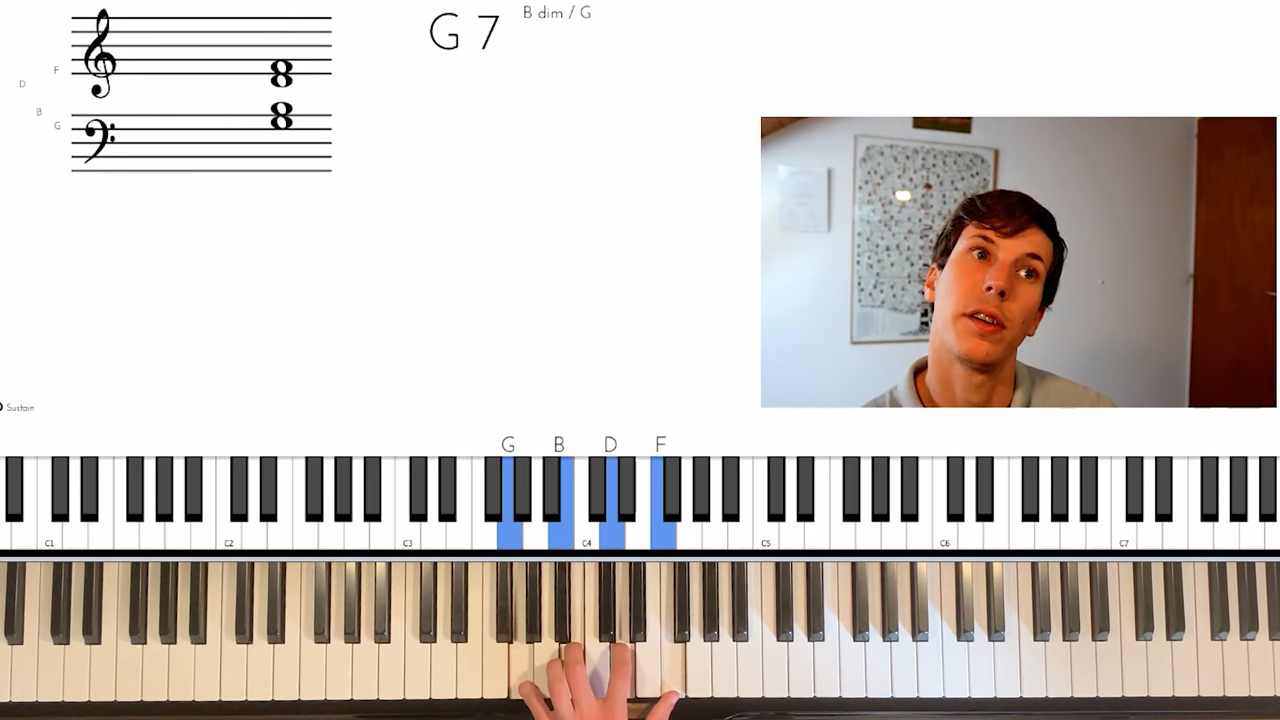 G 7
B dim / G
F
D
B
G
Sustain
G B D F
C1 C2 C3 C4 C5 C6 C7